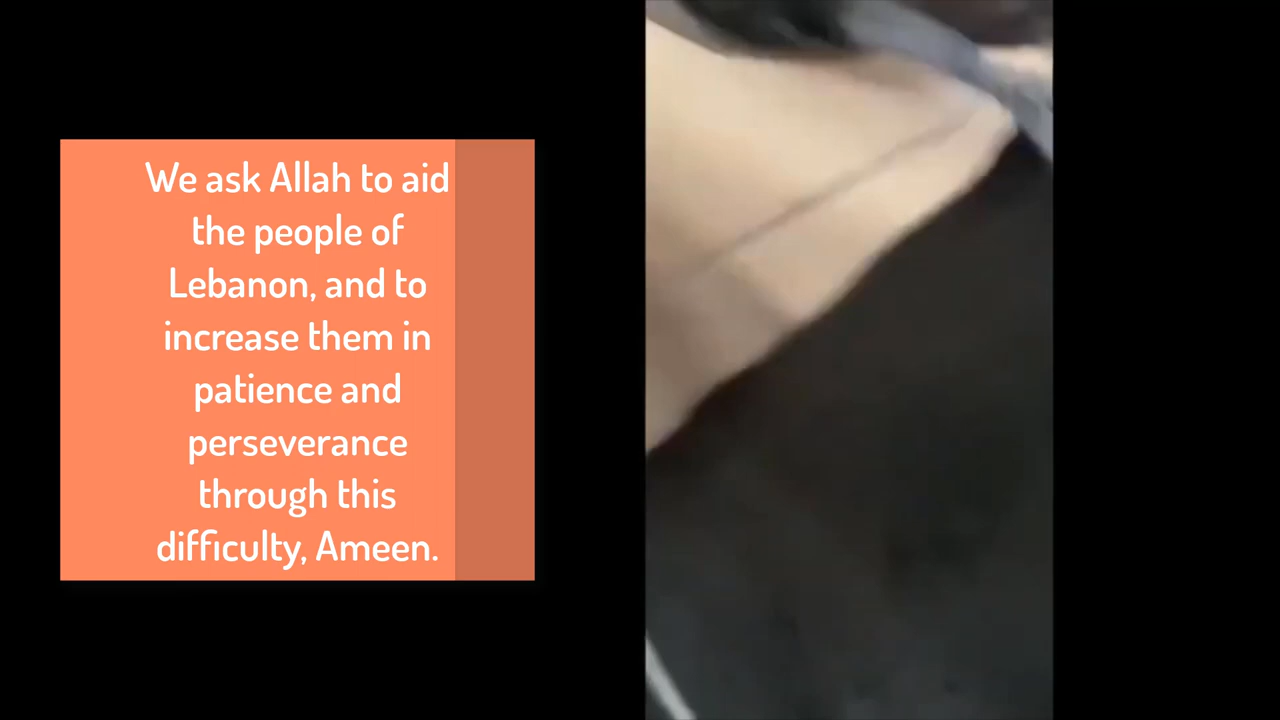 We ask Allah to aid
the people of
Lebanon, and to
increase them in
patience and
perseverance
through this
difficulty, Ameen.